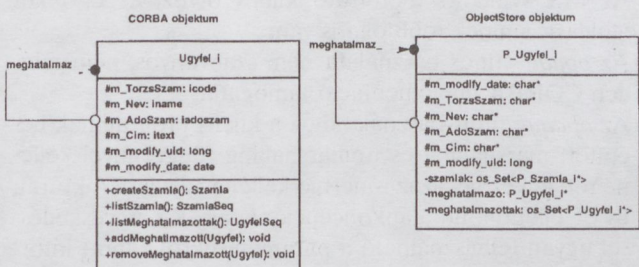 CORBA objektum
meghatalmaz
Ugyfel_i
#m_TorzsSzam: icode
#m_Nev: iname
#m_AdoSzam: iadoszam
#m_Cim: itext
#m_modify_uid: long
#m_modify_date: date
+createSzamla(): Szamla
+listSzamla(): SzamlaSeq
+listMeghatalmazottak(): UgyfelSeq
+addMeghatlmazott(Ugyfel): void
+removeMeghatalmazott(Ugyfel): void
ObjectStore objektum
meghatalmaz
P_Ugyfel_i
#m_modify_date: char*
#m_TorzsSzam: char*
#m_Nev: char*
#m_AdoSzam: char*
#m_Cim: char*
#m_modify_uid: long
-szamlak: os_Set<P_Szamla_i*>
-meghatalmazo: P_Ugyfel_i*
-meghatalmazottak: os_Set<P_Ugyfel_i*>